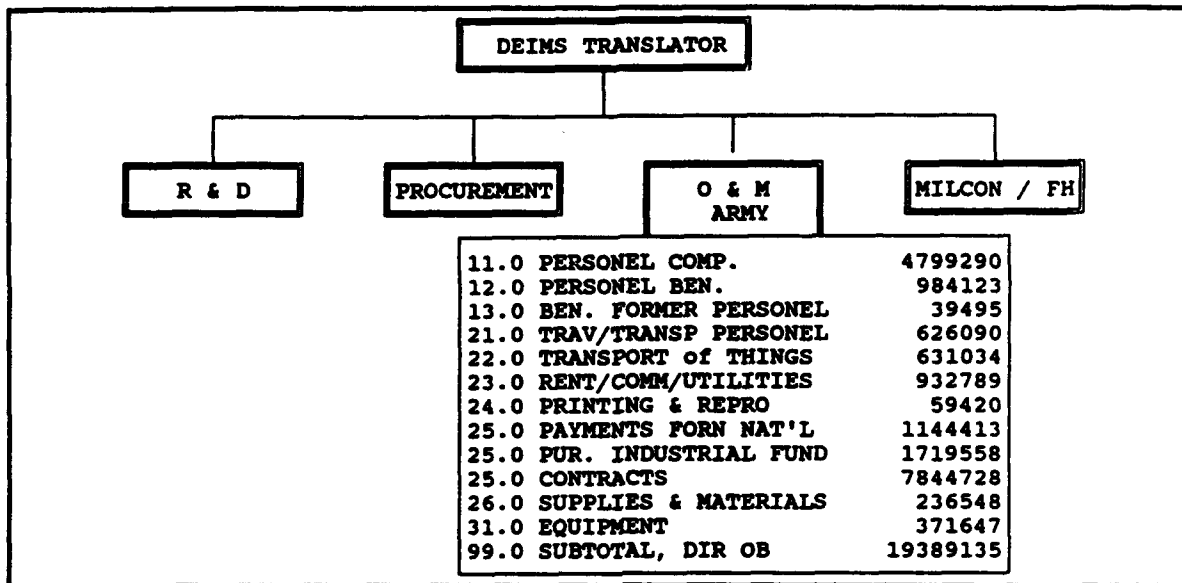 DEIMS TRANSLATOR
R & D
PROCUREMENT
O & M
ARMY
MILCON / FH
11.0 PERSONEL COMP. 4799290
12.0 PERSONEL BEN. 984123
13.0 BEN. FORMER PERSONEL 39495
21.0 TRAV/TRANSP PERSONEL 626090
22.0 TRANSPORT of THINGS 631034
23.0 RENT/COMM/UTILITIES 932789
24.0 PRINTING & REPRO 59420
25.0 PAYMENTS FORN NAT'L 1144413
25.0 PUR. INDUSTRIAL FUND 1719558
25.0 CONTRACTS 7844728
26.0 SUPPLIES & MATERIALS 236548
31.0 EQUIPMENT 371647
99.0 SUBTOTAL, DIR OB 19389135